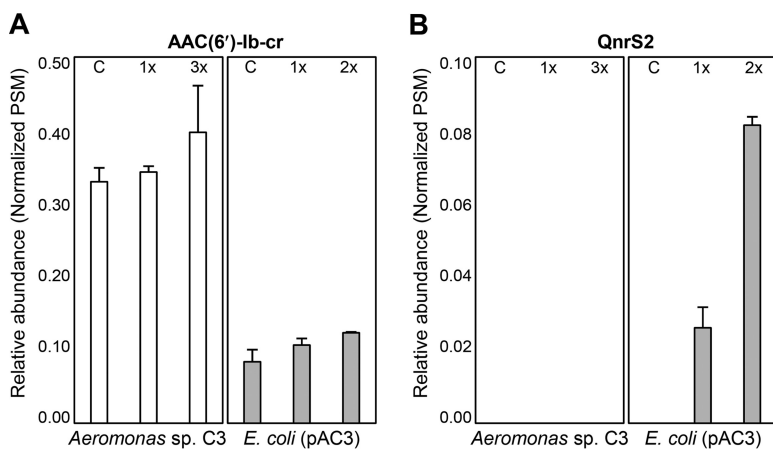 A
AAC(6′)-Ib-cr
Relative abundance (Normalized PSM)
0.50
0.40
0.30
0.20
0.10
0.00
C 1x 3x
C 1x 2x
Aeromonas sp. C3
E. coli (pAC3)
B
QnrS2
Relative abundance (Normalized PSM)
0.10
0.08
0.06
0.04
0.02
0.00
C 1x 3x
C 1x 2x
Aeromonas sp. C3
E. coli (pAC3)